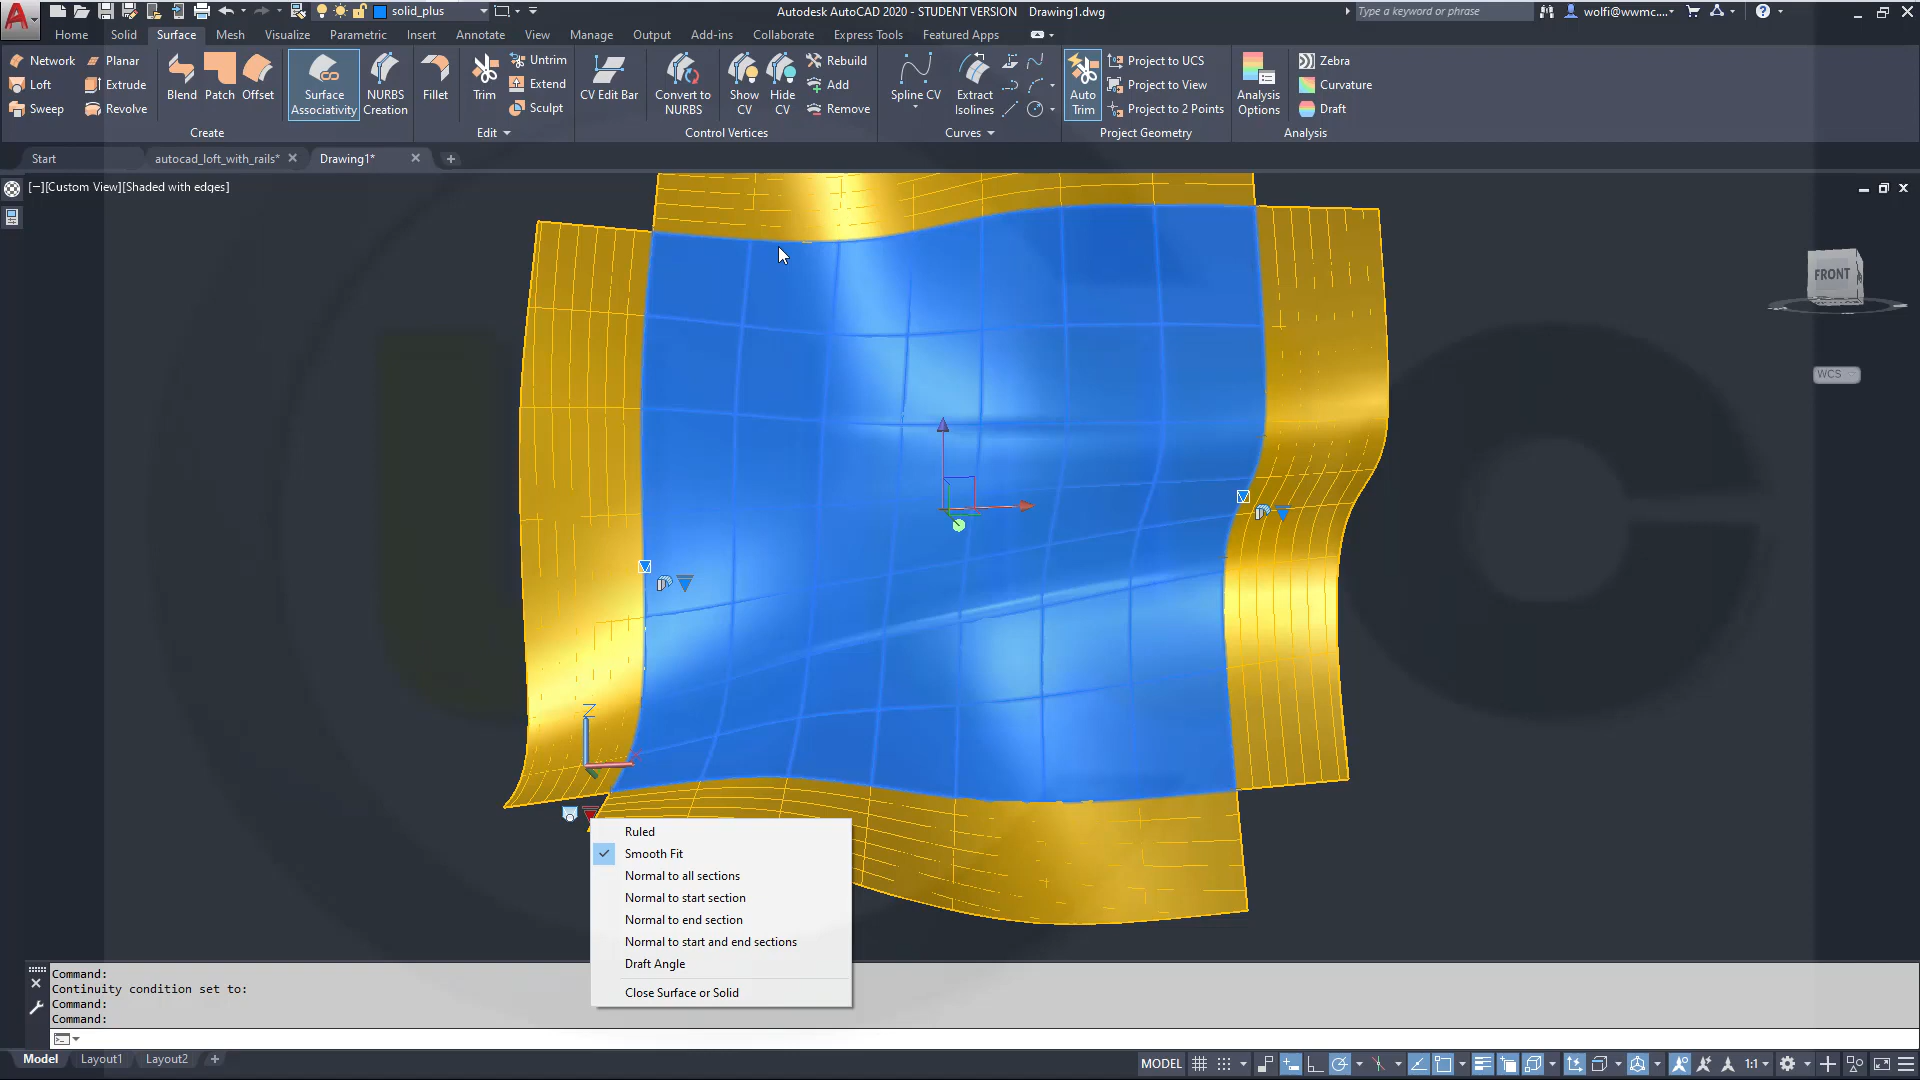 solid_plus
Autodesk AutoCAD 2020 - STUDENT VERSION Drawing1.dwg
Type a keyword or phrase
wolfi@wwmc....
Home Solid Surface Mesh Visualize Parametric Insert Annotate View Manage Output Add-ins Collaborate Express Tools Featured Apps
Network
Loft
Sweep
Planar
Extrude
Revolve
Create
Blend
Patch
Offset
Surface
Associativity
NURBS
Creation
Fillet
Trim
Untrim
Extend
Sculpt
Edit
CV Edit Bar
Convert to
NURBS
Show
CV
Hide
CV
Rebuild
Add
Remove
Control Vertices
Spline CV
Extract
Isolines
Curves
Auto
Trim
Project to UCS
Project to View
Project to 2 Points
Project Geometry
Analysis
Options
Zebra
Curvature
Draft
Analysis
Start autocad_loft_with_rails* Drawing1*
[−][Custom View][Shaded with edges]
FRONT
WCS
Z
X
Ruled
Smooth Fit
Normal to all sections
Normal to start section
Normal to end section
Normal to start and end sections
Draft Angle
Close Surface or Solid
Command:
Continuity condition set to:
Command:
Command:
Model Layout1 Layout2
MODEL
1:1